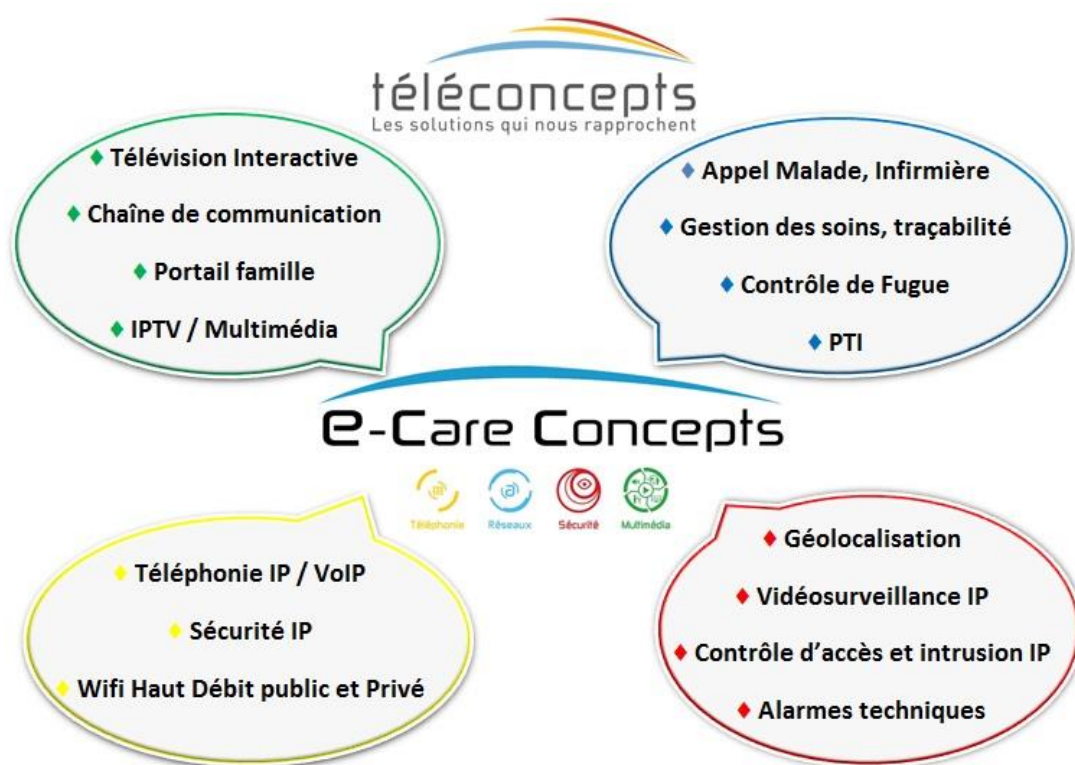 téléconcepts
Les solutions qui nous rapprochent
♦ Télévision Interactive
♦ Chaîne de communication
♦ Portail famille
♦ IPTV / Multimédia
♦ Appel Malade, Infirmière
♦ Gestion des soins, traçabilité
♦ Contrôle de Fugue
♦ PTI
e-Care Concepts
Téléphonie Réseaux Sécurité Multimédia
♦ Téléphonie IP / VoIP
♦ Sécurité IP
♦ Wifi Haut Débit public et Privé
♦ Géolocalisation
♦ Vidéosurveillance IP
♦ Contrôle d’accès et intrusion IP
♦ Alarmes techniques